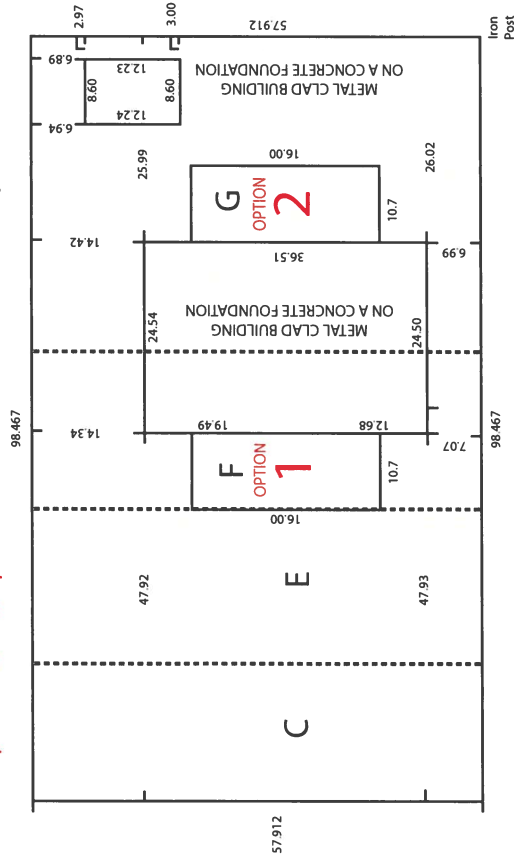 2.97
3.00
57.912
Iron
Post
6.89
12.23
8.60
8.60
12.24
6.94
METAL CLAD BUILDING
ON A CONCRETE FOUNDATION
25.99
26.02
16.00
G
OPTION
2
10.7
14.42
36.51
6.99
METAL CLAD BUILDING
ON A CONCRETE FOUNDATION
24.54
24.50
98.467
14.34
19.49
12.68
7.07
98.467
F
OPTION
1
10.7
16.00
47.92
E
47.93
C
57.912